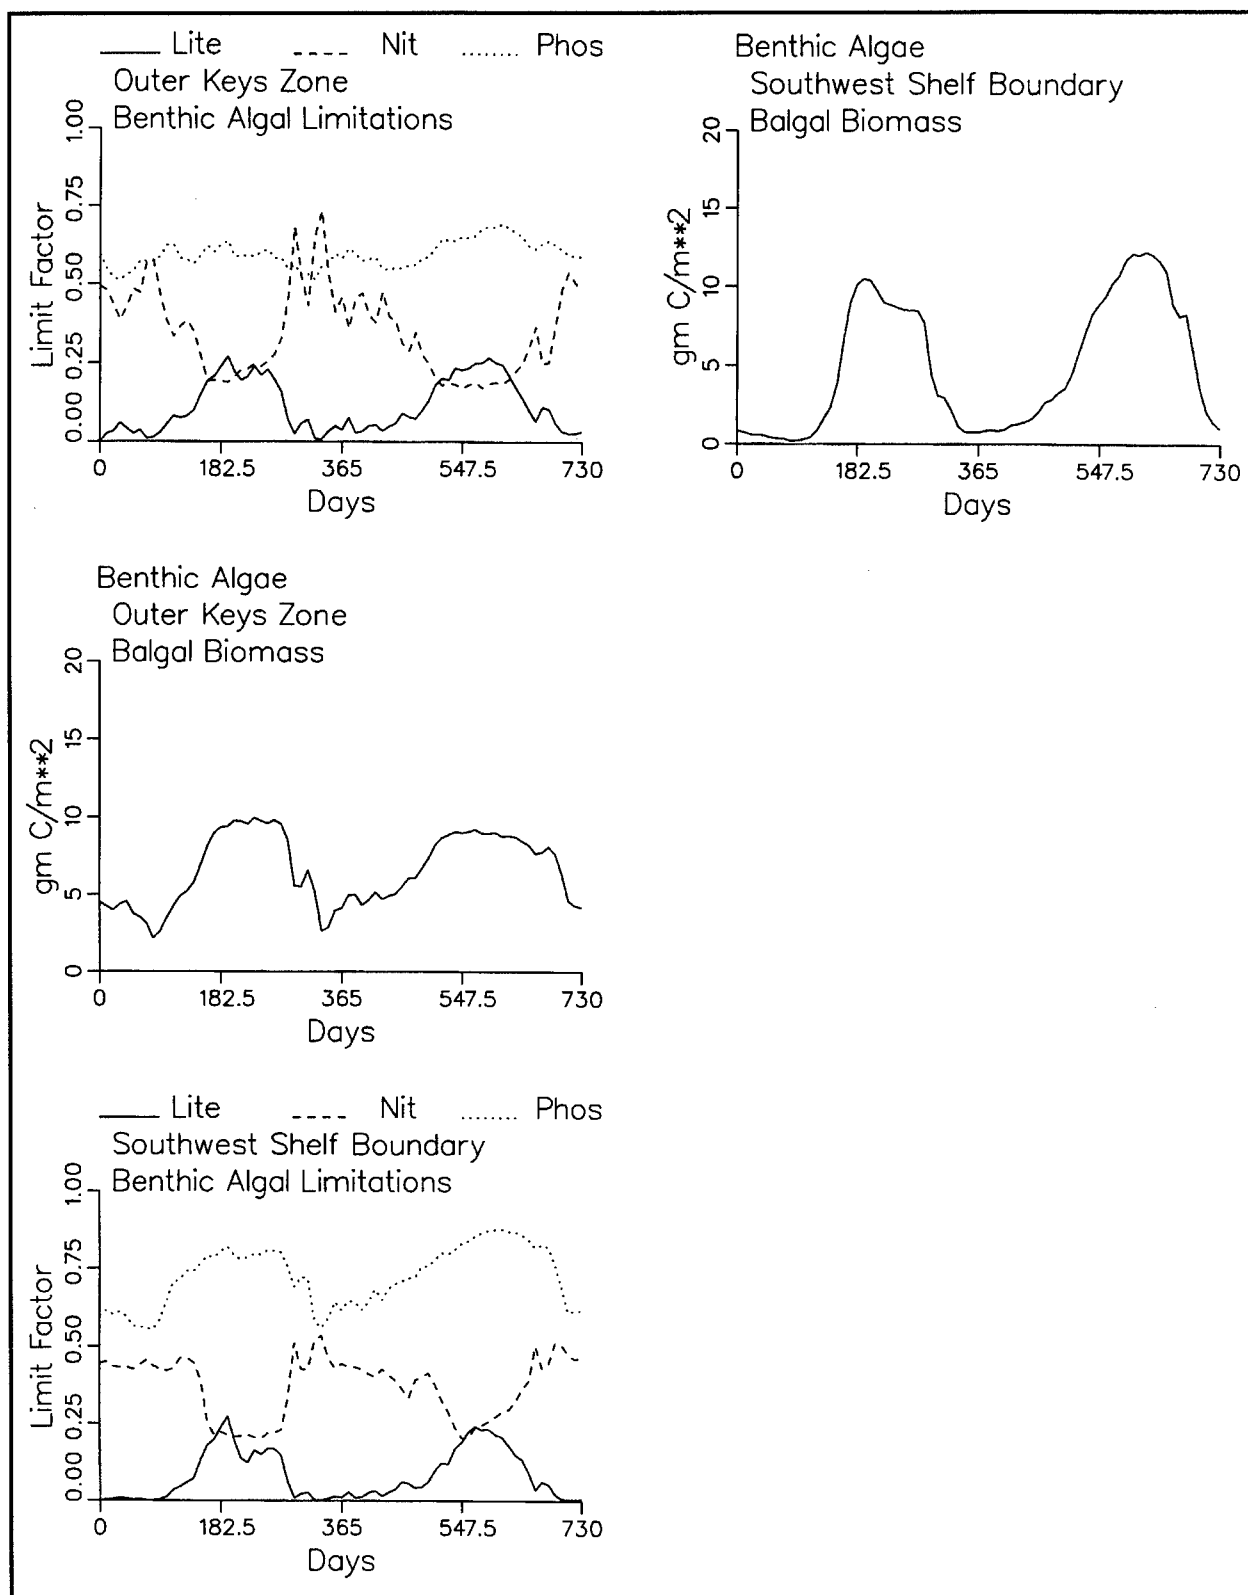 Lite Nit Phos
Outer Keys Zone
Benthic Algal Limitations
1.00
0.75
0.50
0.25
0.00
Limit Factor
0 182.5 365 547.5 730
Days
Benthic Algae
Southwest Shelf Boundary
Balgal Biomass
20
15
10
5
0
gm C/m**2
0 182.5 365 547.5 730
Days
Benthic Algae
Outer Keys Zone
Balgal Biomass
20
15
10
5
0
gm C/m**2
0 182.5 365 547.5 730
Days
Lite Nit Phos
Southwest Shelf Boundary
Benthic Algal Limitations
1.00
0.75
0.50
0.25
0.00
Limit Factor
0 182.5 365 547.5 730
Days